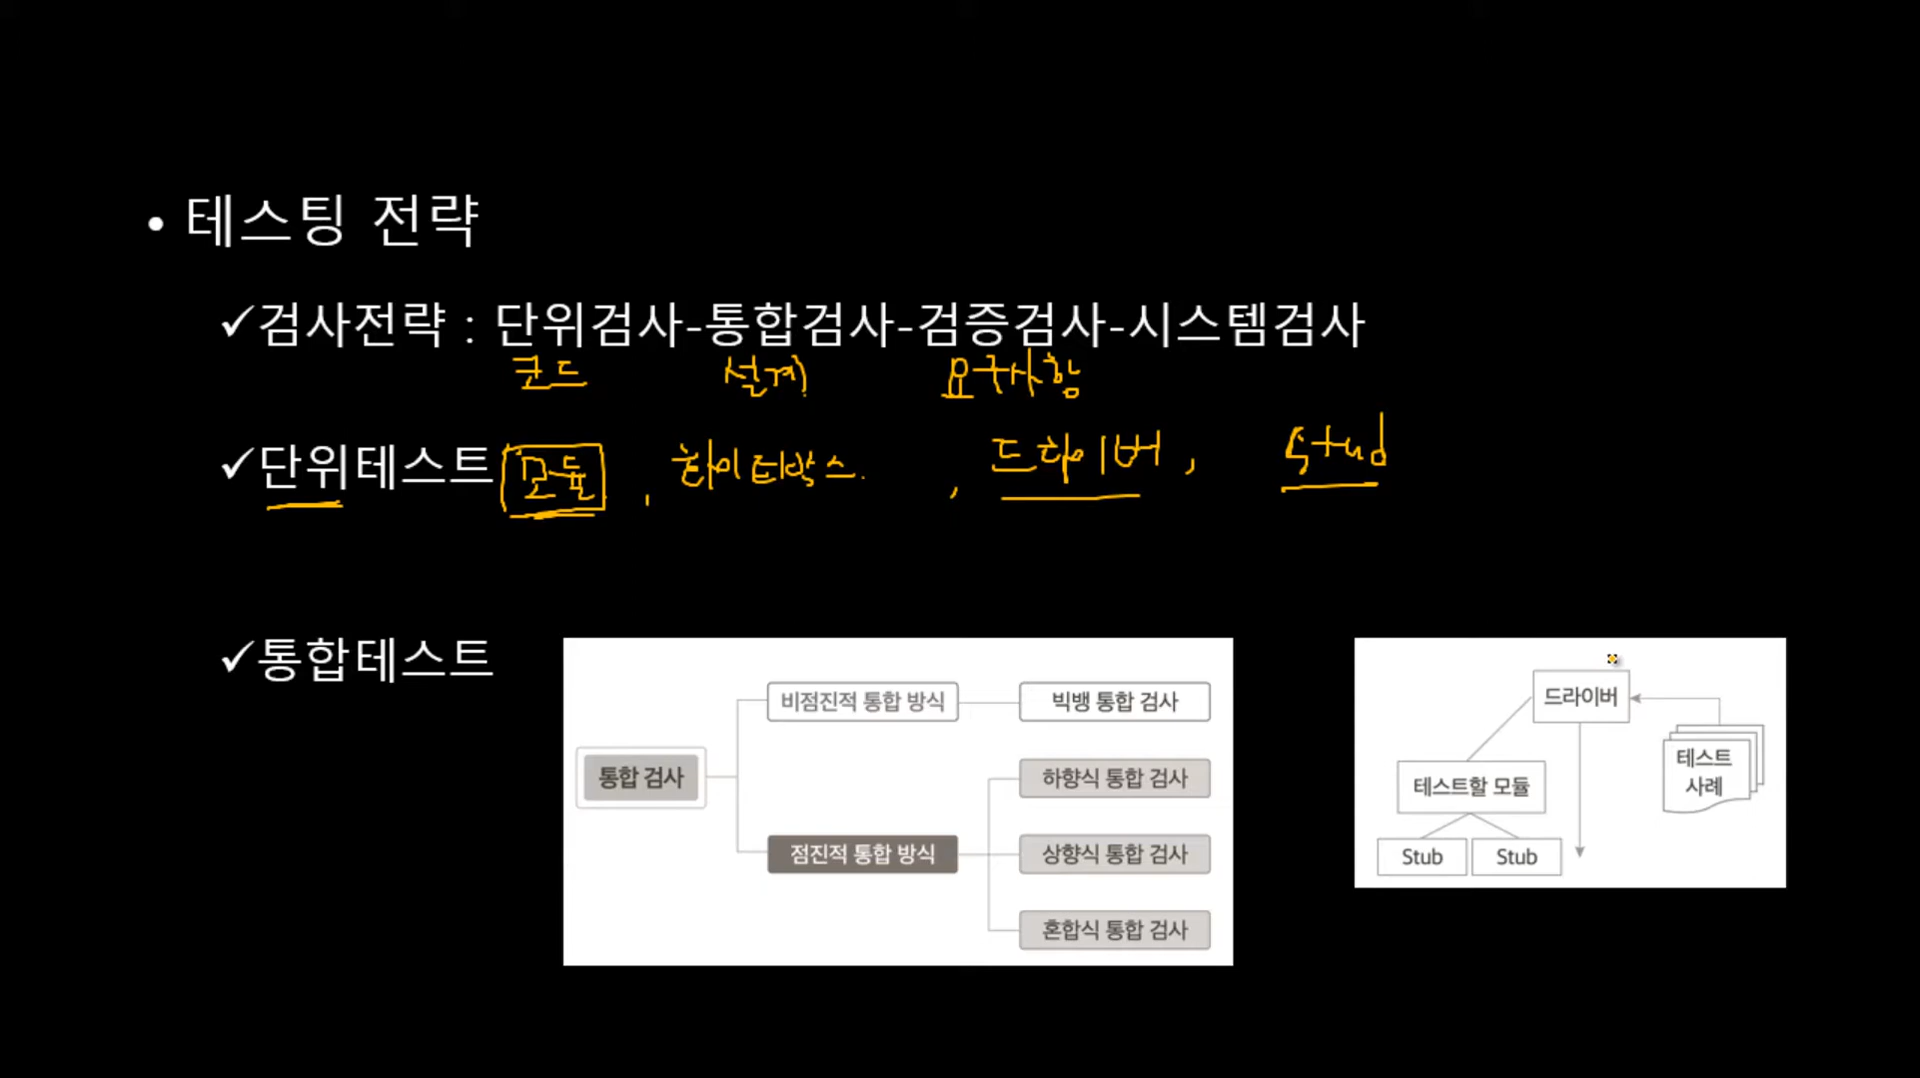 • 테스팅 전략
✓검사전략 : 단위검사-통합검사-검증검사-시스템검사
코드 설계 요구사항
✓단위테스트 모듈 , 화이트박스. , 드라이버 , Stud
✓통합테스트
비점진적 통합 방식 빅뱅 통합 검사
통합 검사
하향식 통합 검사
점진적 통합 방식 상향식 통합 검사
혼합식 통합 검사
드라이버
테스트
사례
테스트할 모듈
Stub Stub